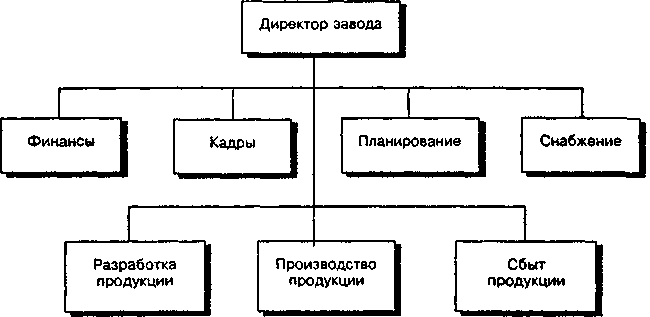 Директор завода
Финансы
Кадры
Планирование
Снабжение
Разработка
продукции
Производство
продукции
Сбыт
продукции